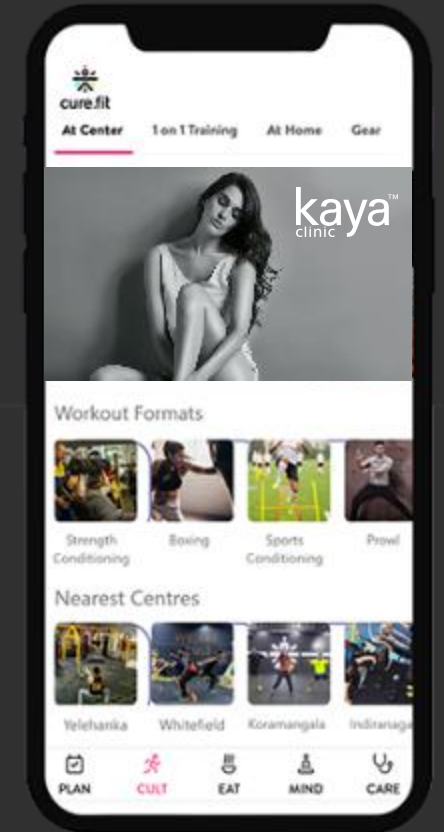 cure.fit
At Center 1 on 1 Training At Home Gear
kaya™
clinic
Workout Formats
Strength Conditioning
Boxing
Sports Conditioning
Prowl
Nearest Centres
Yelehanka Whitefield Koramangala Indiranaga
PLAN CULT EAT MIND CARE